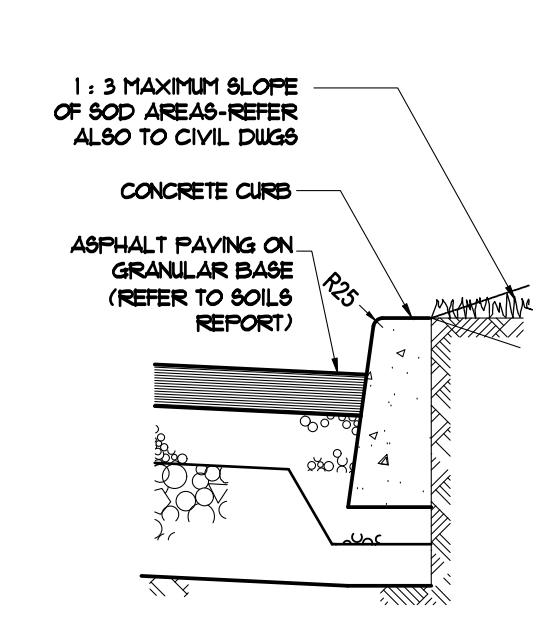 1 : 3 MAXIMUM SLOPE
OF SOD AREAS-REFER
ALSO TO CIVIL DWGS
CONCRETE CURB
ASPHALT PAVING ON
GRANULAR BASE
(REFER TO SOILS
REPORT)
R25